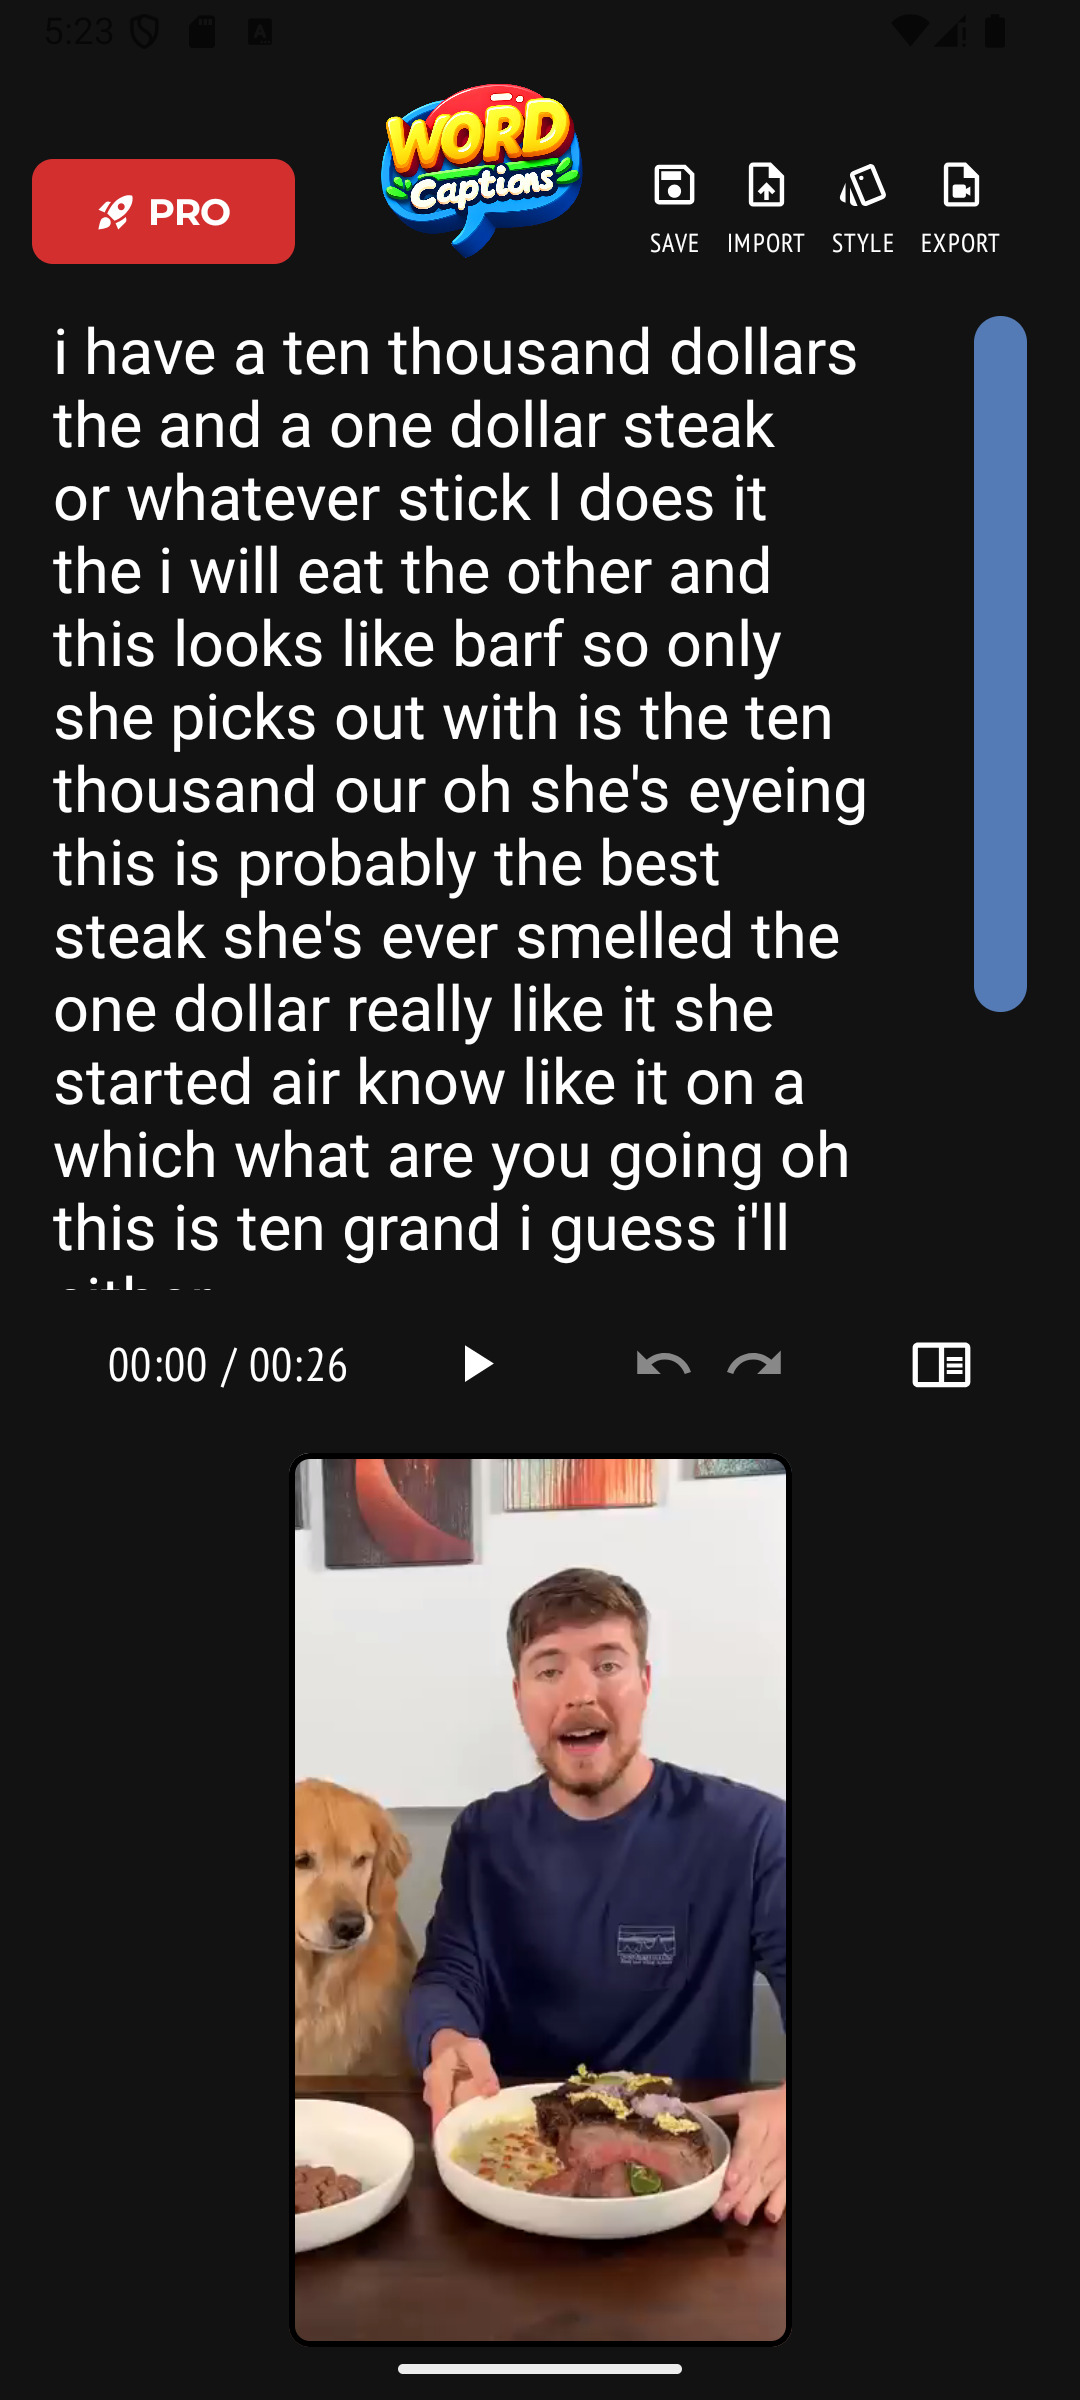 5:23
WORD
Captions
PRO
SAVE IMPORT STYLE EXPORT
i have a ten thousand dollars
the and a one dollar steak
or whatever stick l does it
the i will eat the other and
this looks like barf so only
she picks out with is the ten
thousand our oh she's eyeing
this is probably the best
steak she's ever smelled the
one dollar really like it she
started air know like it on a
which what are you going oh
this is ten grand i guess i'll
00:00 / 00:26